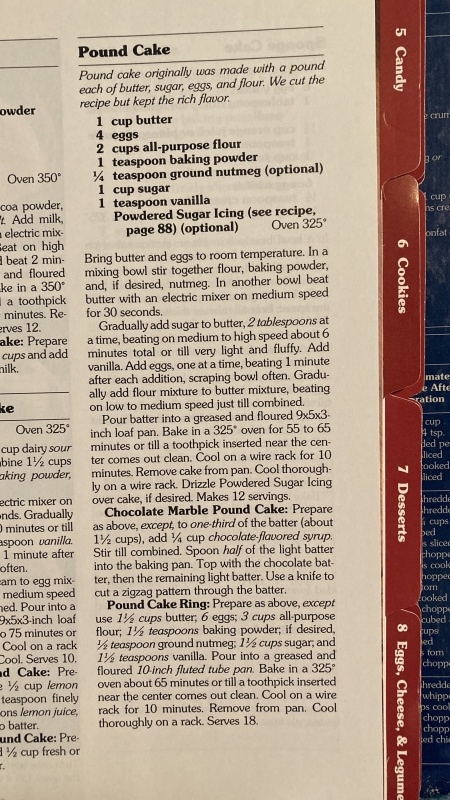 Pound Cake
Pound cake originally was made with a pound
each of butter, sugar, eggs, and flour. We cut the
recipe but kept the rich flavor.
1 cup butter
4 eggs
2 cups all-purpose flour
1 teaspoon baking powder
¼ teaspoon ground nutmeg (optional)
1 cup sugar
1 teaspoon vanilla
Powdered Sugar Icing (see recipe,
page 88) (optional) Oven 325°
Bring butter and eggs to room temperature. In a
mixing bowl stir together flour, baking powder,
and, if desired, nutmeg. In another bowl beat
butter with an electric mixer on medium speed
for 30 seconds.
Gradually add sugar to butter, 2 tablespoons at
a time, beating on medium to high speed about 6
minutes total or till very light and fluffy. Add
vanilla. Add eggs, one at a time, beating 1 minute
after each addition, scraping bowl often. Gradu-
ally add flour mixture to butter mixture, beating
on low to medium speed just till combined.
Pour batter into a greased and floured 9x5x3-
inch loaf pan. Bake in a 325° oven for 55 to 65
minutes or till a toothpick inserted near the cen-
ter comes out clean. Cool on a wire rack for 10
minutes. Remove cake from pan. Cool thorough-
ly on a wire rack. Drizzle Powdered Sugar Icing
over cake, if desired. Makes 12 servings.
Chocolate Marble Pound Cake: Prepare
as above, except, to one-third of the batter (about
1½ cups), add ¼ cup chocolate-flavored syrup.
Stir till combined. Spoon half of the light batter
into the baking pan. Top with the chocolate bat-
ter, then the remaining light batter. Use a knife to
cut a zigzag pattern through the batter.
Pound Cake Ring: Prepare as above, except
use 1½ cups butter; 6 eggs; 3 cups all-purpose
flour; 1½ teaspoons baking powder; if desired,
½ teaspoon ground nutmeg; 1½ cups sugar; and
1½ teaspoons vanilla. Pour into a greased and
floured 10-inch fluted tube pan. Bake in a 325°
oven about 65 minutes or till a toothpick inserted
near the center comes out clean. Cool on a wire
rack for 10 minutes. Remove from pan. Cool
thoroughly on a rack. Serves 18.
owder
Oven 350°
coa powder,
Add milk,
electric mix-
eat on high
beat 2 min-
and floured
ke in a 350°
a toothpick
minutes. Re-
erves 12.
ake: Prepare
cups and add
milk.
ke
Oven 325°
cup dairy sour
bine 1½ cups
aking powder,
ectric mixer on
onds. Gradually
0 minutes or till
aspoon vanilla.
1 minute after
often.
eam to egg mix-
medium speed
ned. Pour into a
9x5x3-inch loaf
o 75 minutes or
Cool on a rack
Cool. Serves 10.
nd Cake: Pre-
½ cup lemon
teaspoon finely
ons lemon juice,
o batter.
und Cake: Pre-
½ cup fresh or
r.
5 Candy
6 Cookies
7 Desserts
8 Eggs, Cheese, & Legume